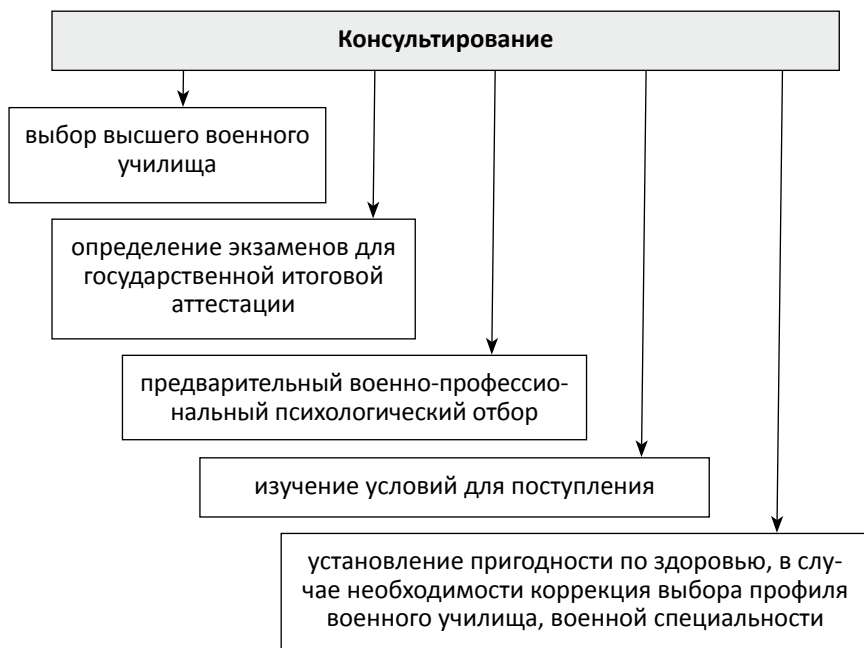 Консультирование
выбор высшего военного
училища
определение экзаменов для
государственной итоговой
аттестации
предварительный военно-профессио-
нальный психологический отбор
изучение условий для поступления
установление пригодности по здоровью, в слу-
чае необходимости коррекция выбора профиля
военного училища, военной специальности